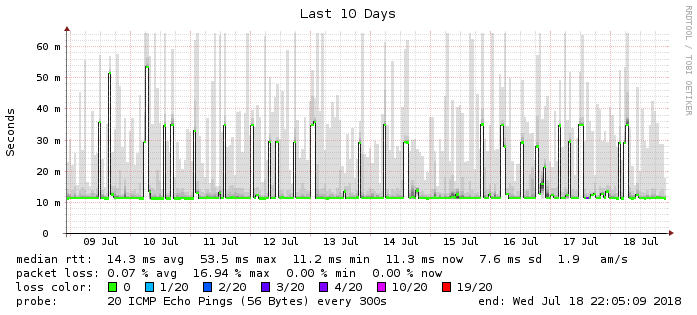 Last 10 Days
RRDTOOL / TOBI OETIKER
Seconds
60 m
50 m
40 m
30 m
20 m
10 m
0
09 Jul 10 Jul 11 Jul 12 Jul 13 Jul 14 Jul 15 Jul 16 Jul 17 Jul 18 Jul
median rtt: 14.3 ms avg 53.5 ms max 11.2 ms min 11.3 ms now 7.6 ms sd 1.9 am/s
packet loss: 0.07 % avg 16.94 % max 0.00 % min 0.00 % now
loss color: 0 1/20 2/20 3/20 4/20 10/20 19/20
probe: 20 ICMP Echo Pings (56 Bytes) every 300s end: Wed Jul 18 22:05:09 2018